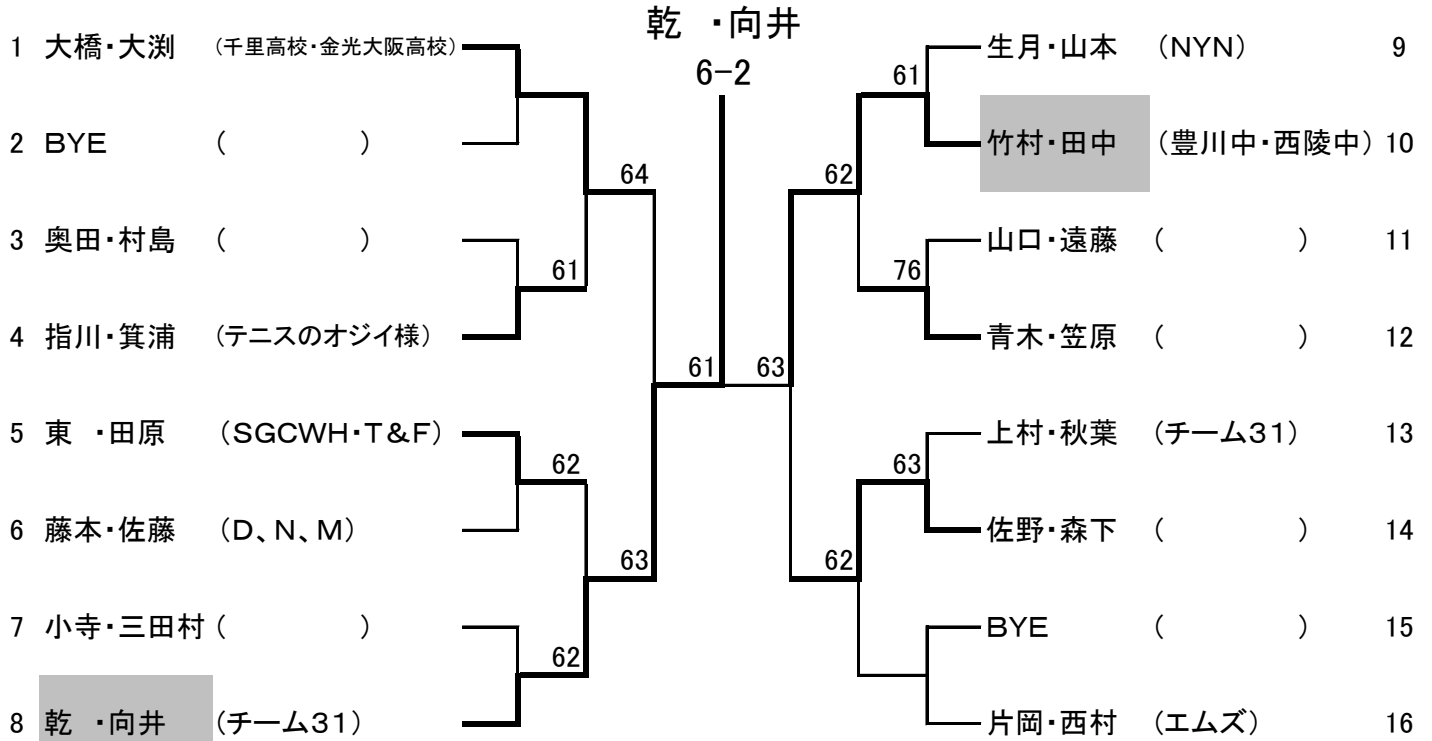 乾　・向井
6-2
1 大橋・大渕 (千里高校・金光大阪高校)
2 BYE (　　　　)
64
3 奥田・村島 (　　　　)
61
4 指川・箕浦 (テニスのオジイ様)
61
5 東　・田原 (SGCWH・T&F)
62
6 藤本・佐藤 (D、N、M)
63
7 小寺・三田村 (　　　　)
62
8 乾　・向井 (チーム31)
生月・山本 (NYN) 9
61
竹村・田中 (豊川中・西陵中) 10
62
山口・遠藤 (　　　　) 11
76
青木・笠原 (　　　　) 12
63
上村・秋葉 (チーム31) 13
63
佐野・森下 (　　　　) 14
62
BYE (　　　　) 15
片岡・西村 (エムズ) 16